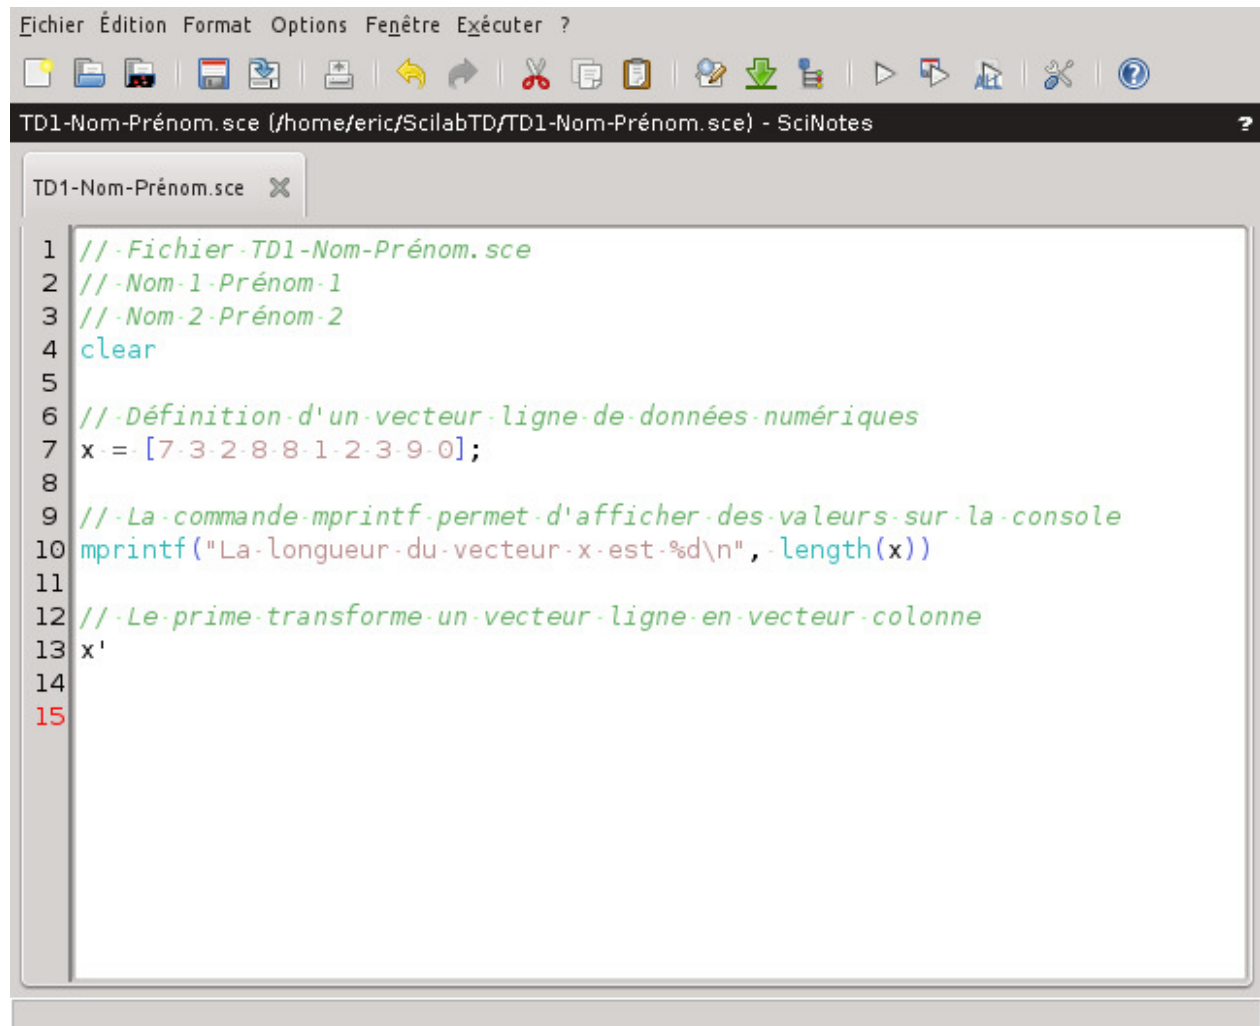 Fichier Édition Format Options Fenêtre Exécuter ?
TD1-Nom-Prénom.sce (/home/eric/ScilabTD/TD1-Nom-Prénom.sce) - SciNotes ?
TD1-Nom-Prénom.sce
1 // Fichier TD1-Nom-Prénom.sce
2 // Nom 1 Prénom 1
3 // Nom 2 Prénom 2
4 clear
5
6 // Définition d'un vecteur ligne de données numériques
7 x = [7 3 2 8 8 1 2 3 9 0];
8
9 // La commande mprintf permet d'afficher des valeurs sur la console
10 mprintf("La longueur du vecteur x est %d\n", length(x))
11
12 // Le prime transforme un vecteur ligne en vecteur colonne
13 x'
14
15